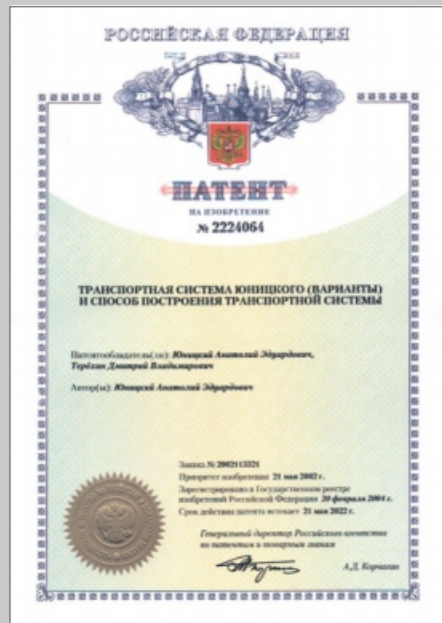 РОССИЙСКАЯ ФЕДЕРАЦИЯ
ПАТЕНТ
НА ИЗОБРЕТЕНИЕ
№ 2224064
ТРАНСПОРТНАЯ СИСТЕМА ЮНИЦКОГО (ВАРИАНТЫ)
И СПОСОБ ПОСТРОЕНИЯ ТРАНСПОРТНОЙ СИСТЕМЫ
Патентообладатель(ли): Юницкий Анатолий Эдуардович,
Терёхин Дмитрий Владимирович
Автор(ы): Юницкий Анатолий Эдуардович
Заявка № 2002113321
Приоритет изобретения 21 мая 2002 г.
Зарегистрировано в Государственном реестре
изобретений Российской Федерации 20 февраля 2004 г.
Срок действия патента истекает 21 мая 2022 г.
Генеральный директор Российского агентства
по патентам и товарным знакам
А.Д. Корчагин